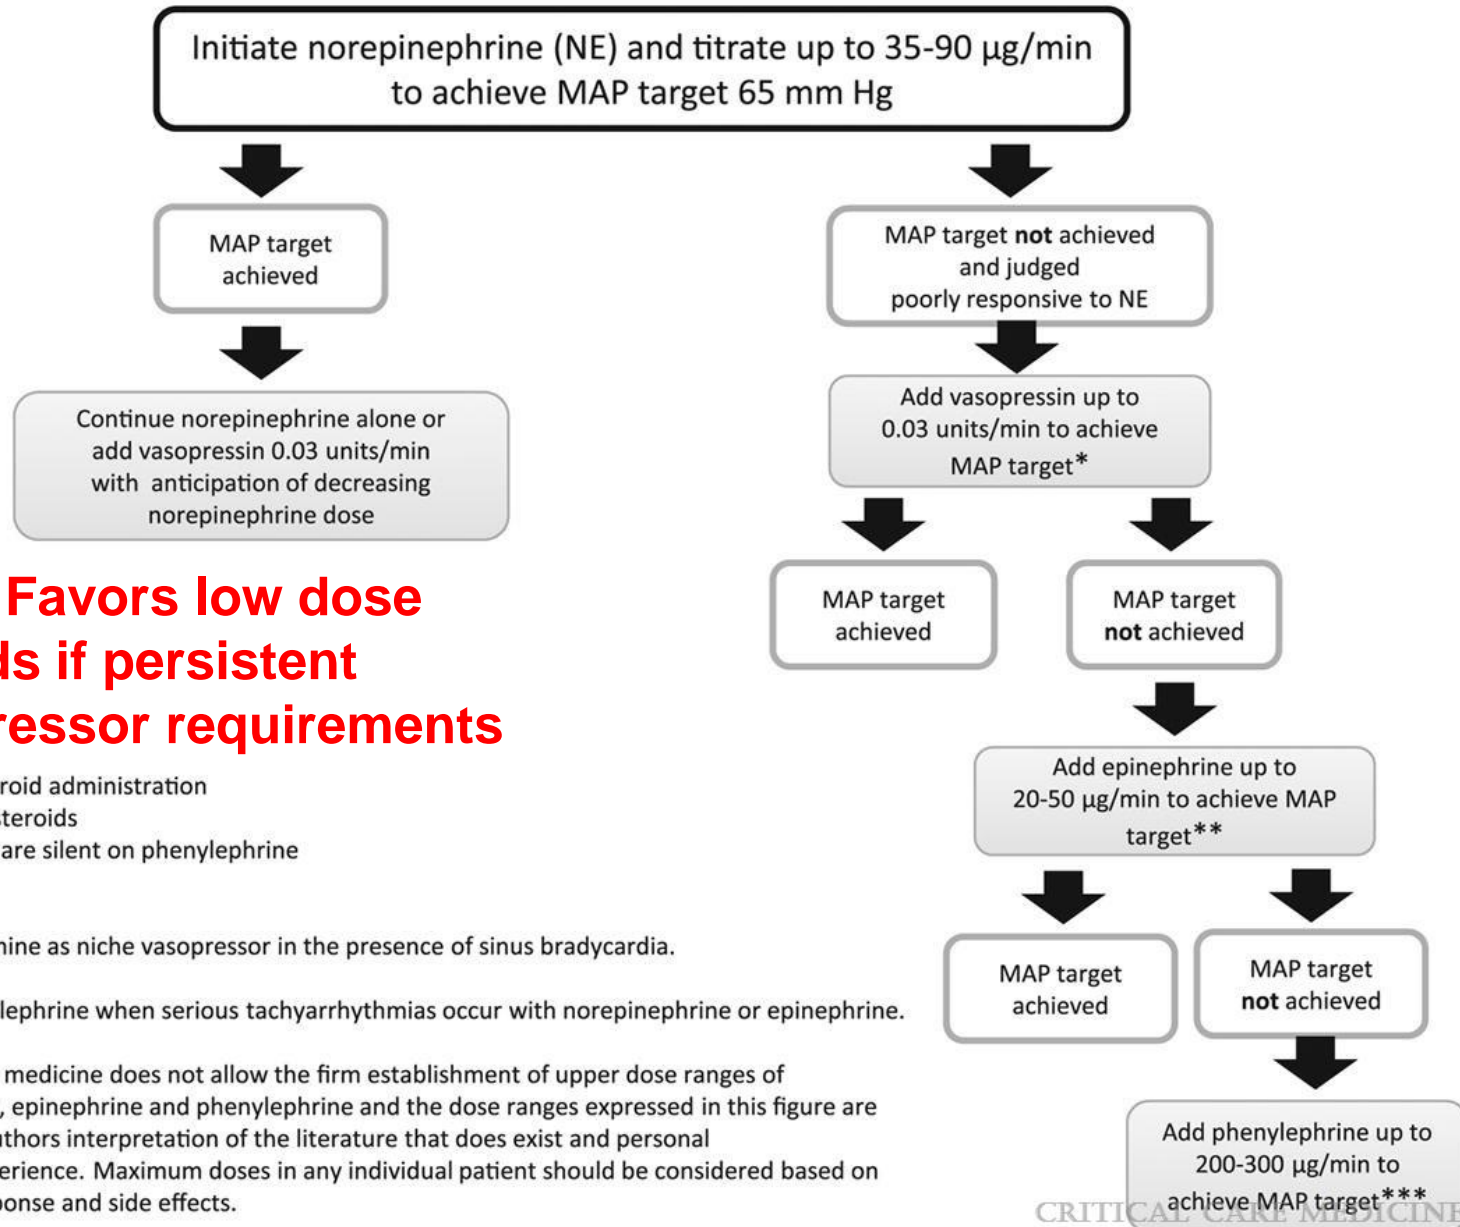 Initiate norepinephrine (NE) and titrate up to 35-90 µg/min
to achieve MAP target 65 mm Hg
MAP target
achieved
MAP target not achieved
and judged
poorly responsive to NE
Continue norepinephrine alone or
add vasopressin 0.03 units/min
with anticipation of decreasing
norepinephrine dose
Add vasopressin up to
0.03 units/min to achieve
MAP target*
MAP target
achieved
MAP target
not achieved
Favors low dose
ds if persistent
ressor requirements
Add epinephrine up to
20-50 µg/min to achieve MAP
target**
roid administration
steroids
are silent on phenylephrine
MAP target
achieved
MAP target
not achieved
mine as niche vasopressor in the presence of sinus bradycardia.
lephrine when serious tachyarrhythmias occur with norepinephrine or epinephrine.
medicine does not allow the firm establishment of upper dose ranges of
, epinephrine and phenylephrine and the dose ranges expressed in this figure are
uthors interpretation of the literature that does exist and personal
erience. Maximum doses in any individual patient should be considered based on
ponse and side effects.
Add phenylephrine up to
200-300 µg/min to
achieve MAP target***
CRITICAL CARE MEDICINE